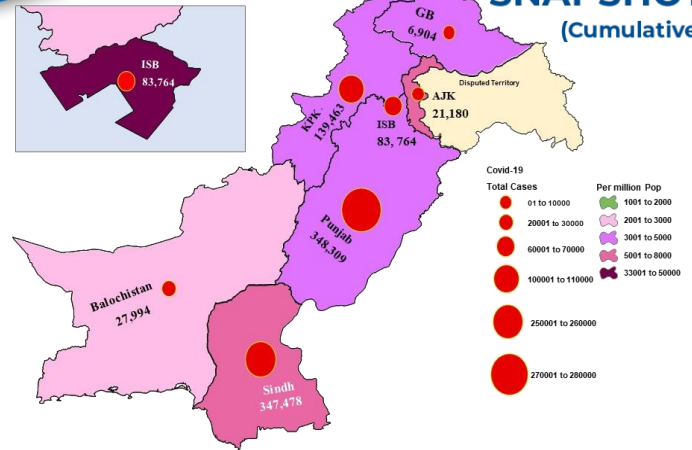 SNAPSHOT
(Cumulative
ISB
83,764
GB
6,904
KPK
139,463
ISB
83, 764
Disputed Territory
AJK
21,180
Punjab
348,309
Balochistan
27,994
Sindh
347,478
Covid-19
Total Cases
01 to 10000
20001 to 30000
60001 to 70000
100001 to 110000
250001 to 260000
270001 to 280000
Per million Pop
1001 to 2000
2001 to 3000
3001 to 5000
5001 to 8000
33001 to 50000